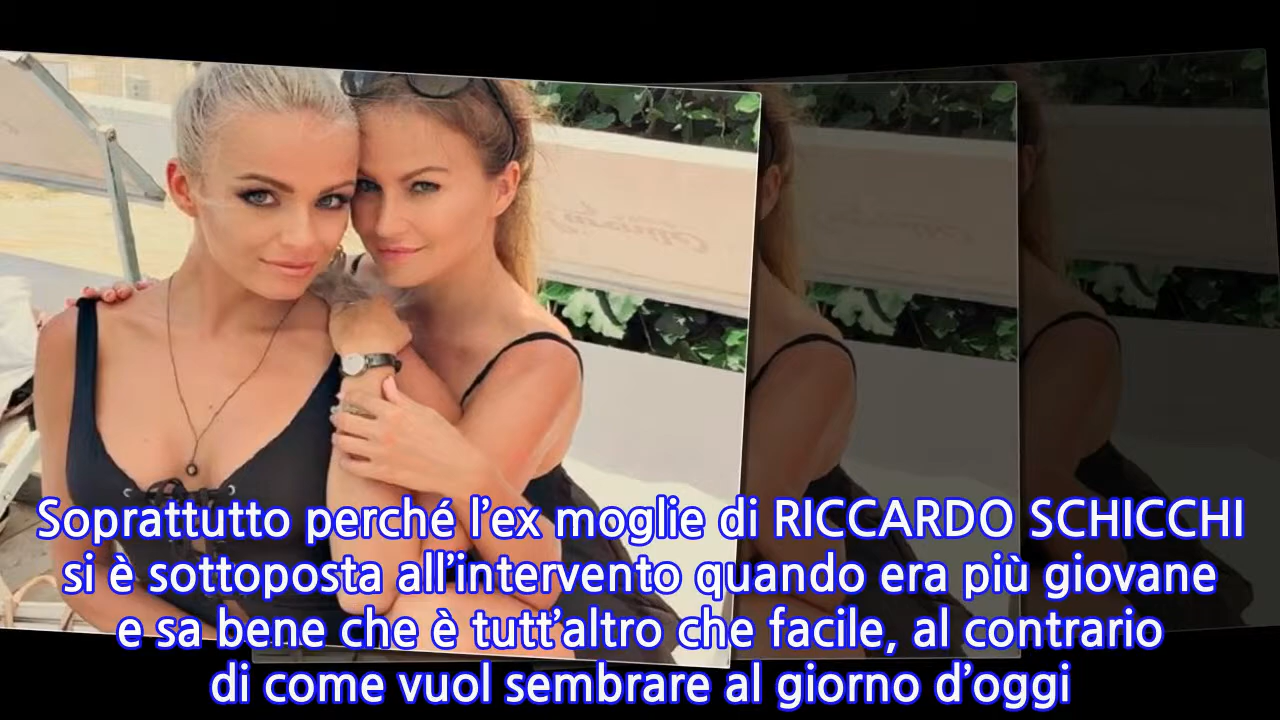 Soprattutto perché l'ex moglie di RICCARDO SCHICCHI
si è sottoposta all'intervento quando era più giovane
e sa bene che è tutt'altro che facile, al contrario
di come vuol sembrare al giorno d'oggi